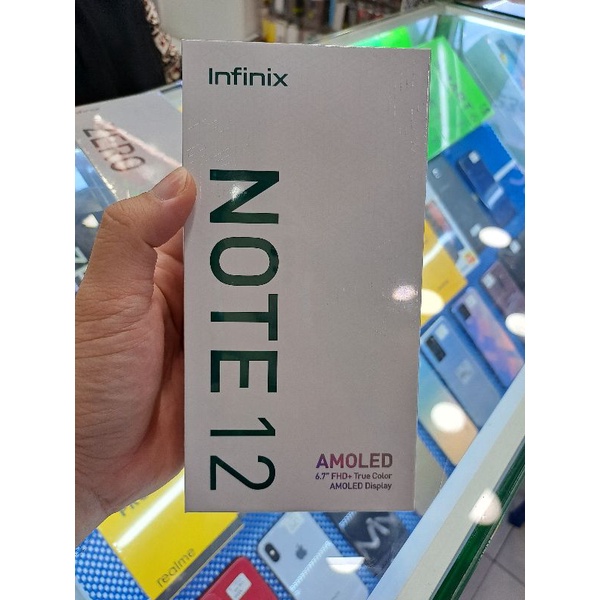 Infinix
NOTE 12
AMOLED
6.7" FHD+ True Color
AMOLED Display
ZERO
realme